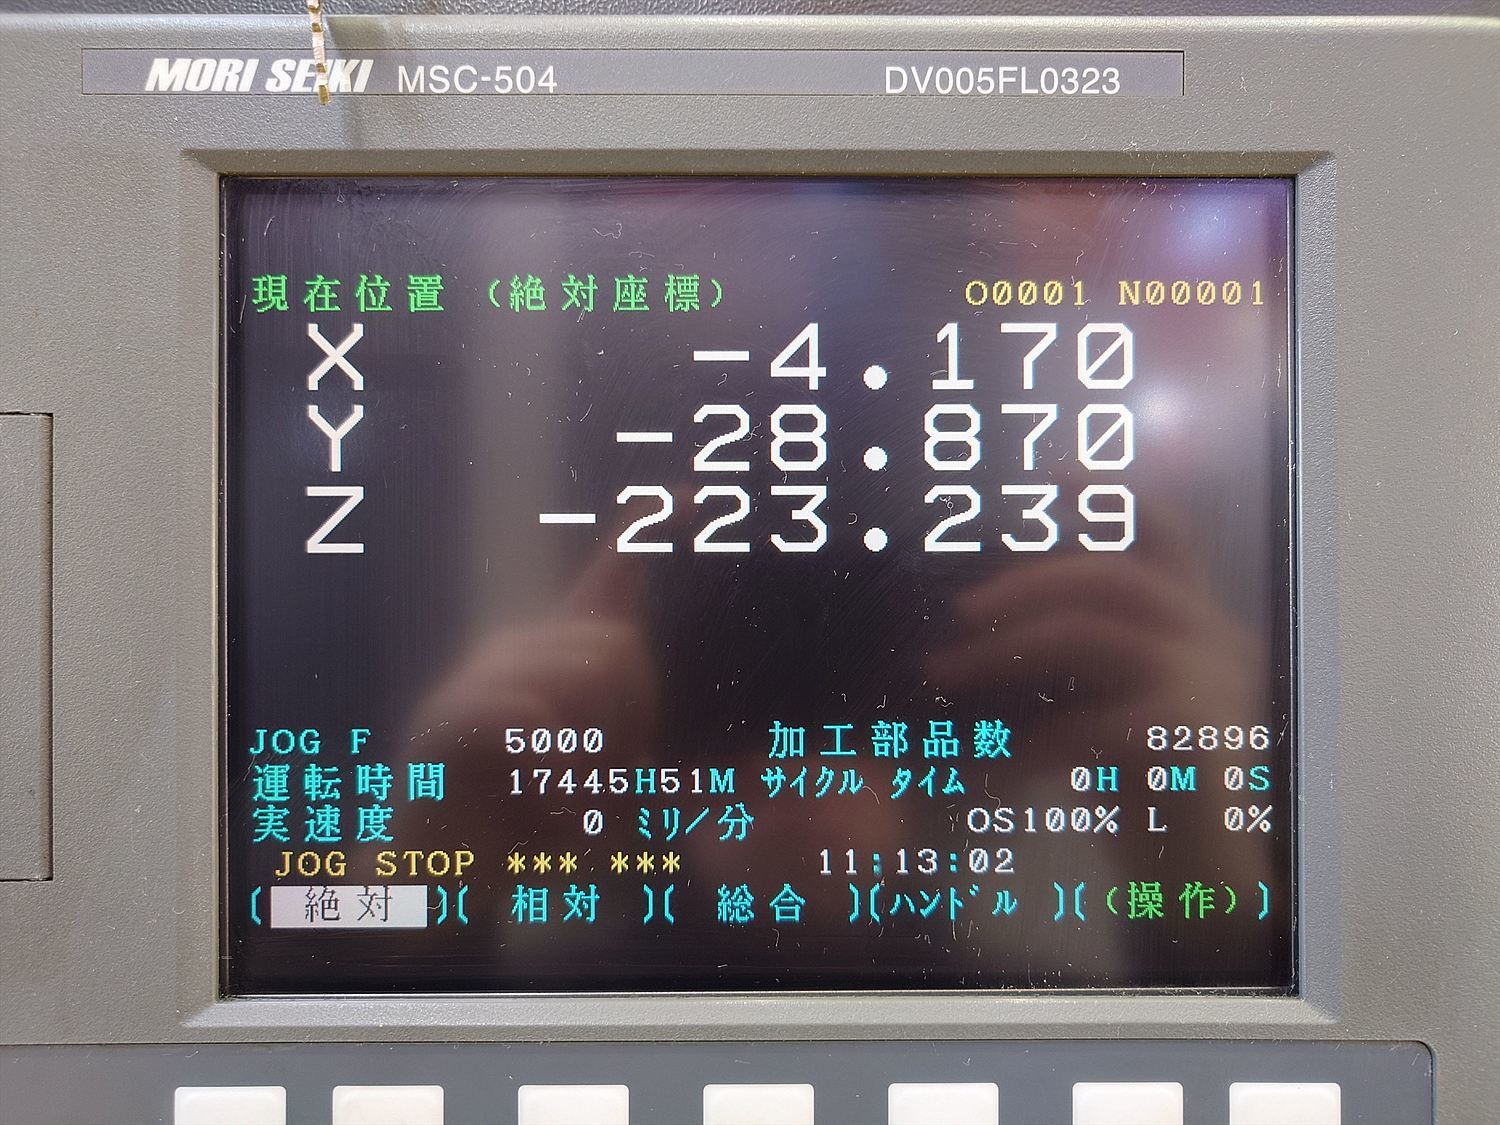 MORI SEIKI MSC-504 DV005FL0323
現在位置 (絶対座標) O0001 N00001
X -4.170
Y -28.870
Z -223.239
JOG F 5000 加工部品数 82896
運転時間 17445H51M サイクル タイム 0H 0M 0S
実速度 0 ミリ/分 OS100% L 0%
JOG STOP *** *** 11:13:02
[ 絶対 ][ 相対 ][ 総合 ][ハンドル ][(操作)]